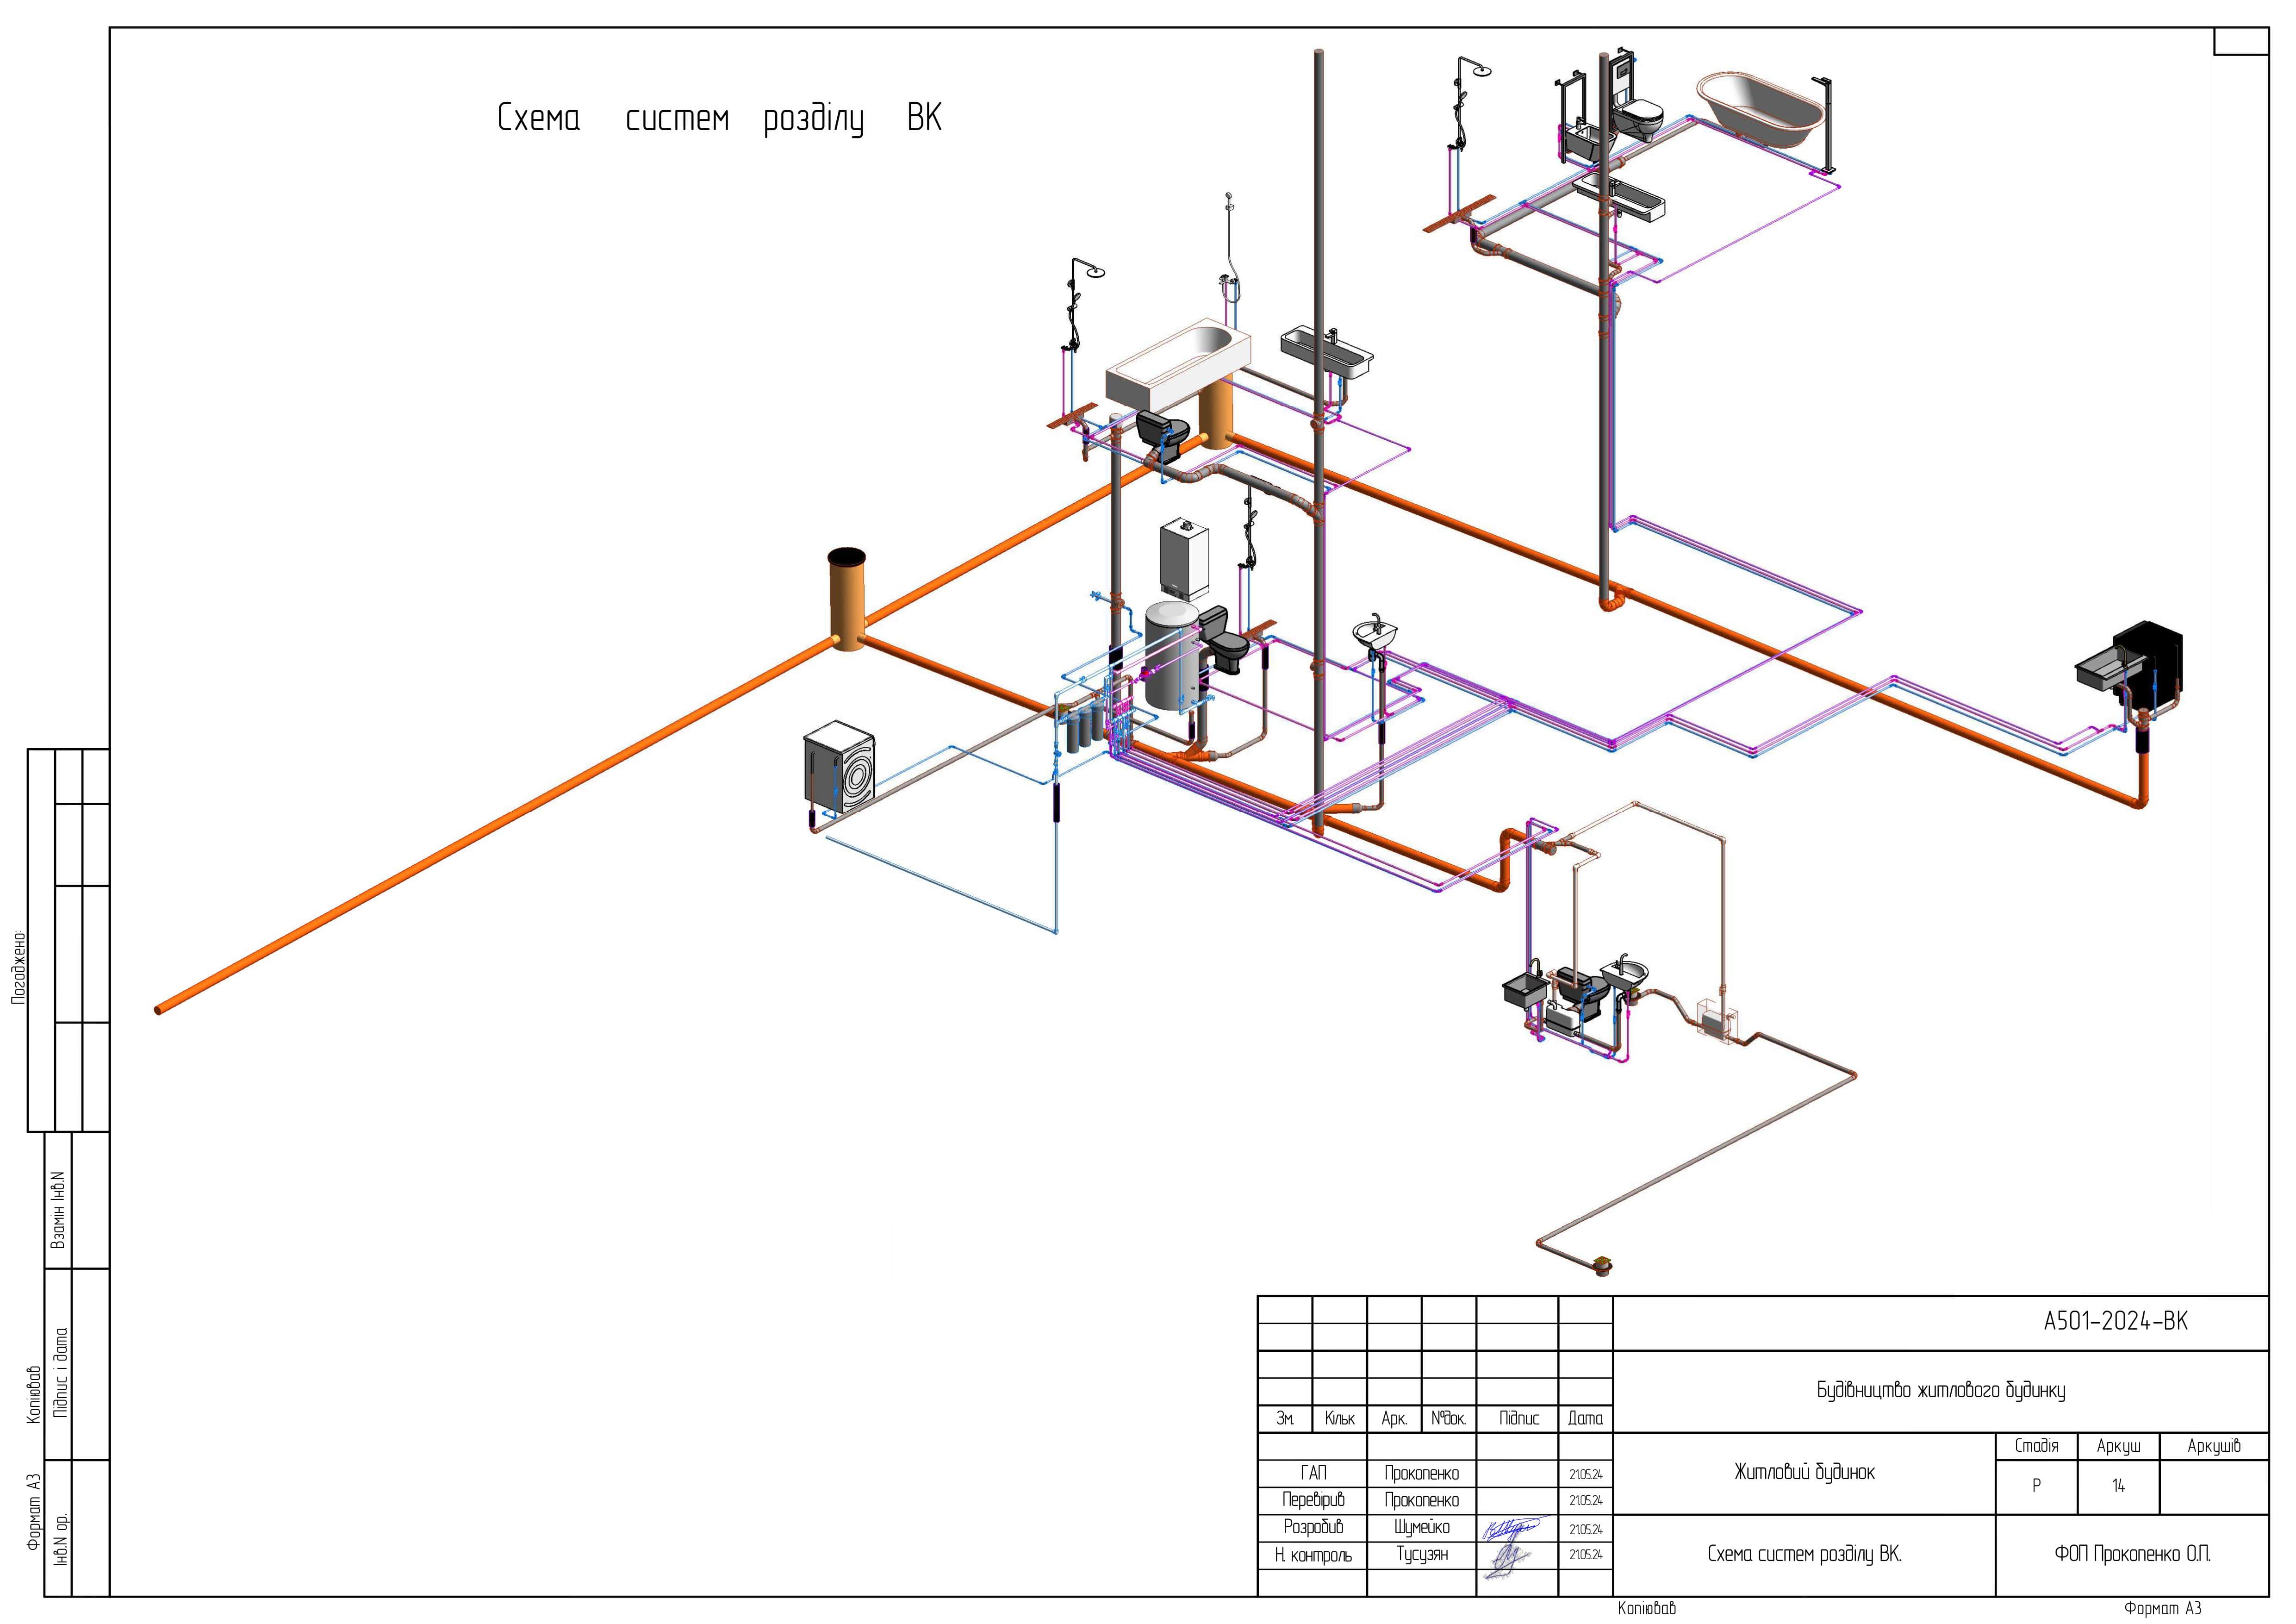 Схема систем розділу ВК
Погоджено:
Взамін Інв.N
Підпис і дата
Інв.N ор.
Копіював
Формат А3
А501-2024-ВК
Будівництво житлового будинку
Зм. Кільк Арк. №док. Підпис Дата
Житловий будинок
Стадія Аркуш Аркушів
Р 14
ГАП Прокопенко 21.05.24
Перевірив Прокопенко 21.05.24
Розробив Шумейко 21.05.24
Н. контроль Тусузян 21.05.24
Схема систем розділу ВК.
ФОП Прокопенко О.П.
Копіював
Формат А3